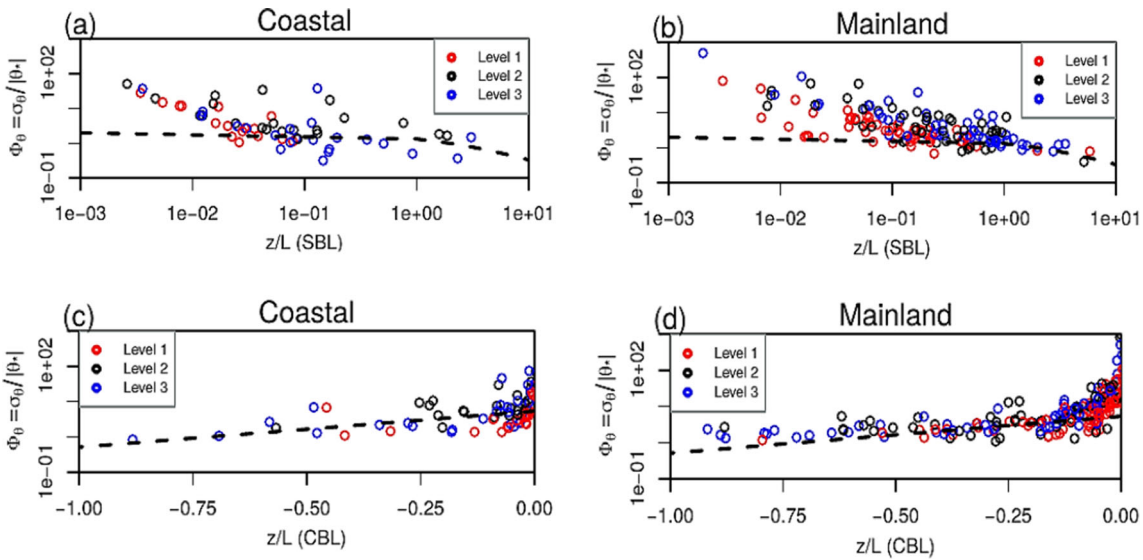 (a) Coastal
Φθ = σθ/|θ*|
1e+02
1e-01
Level 1
Level 2
Level 3
1e-03 1e-02 1e-01 1e+00 1e+01
z/L (SBL)
(b) Mainland
Φθ = σθ/|θ*|
1e+02
1e-01
Level 1
Level 2
Level 3
1e-03 1e-02 1e-01 1e+00 1e+01
z/L (SBL)
(c) Coastal
Φθ = σθ/|θ*|
1e+02
1e-01
Level 1
Level 2
Level 3
−1.00 −0.75 −0.50 −0.25 0.00
z/L (CBL)
(d) Mainland
Φθ = σθ/|θ*|
1e+02
1e-01
Level 1
Level 2
Level 3
−1.00 −0.75 −0.50 −0.25 0.00
z/L (CBL)